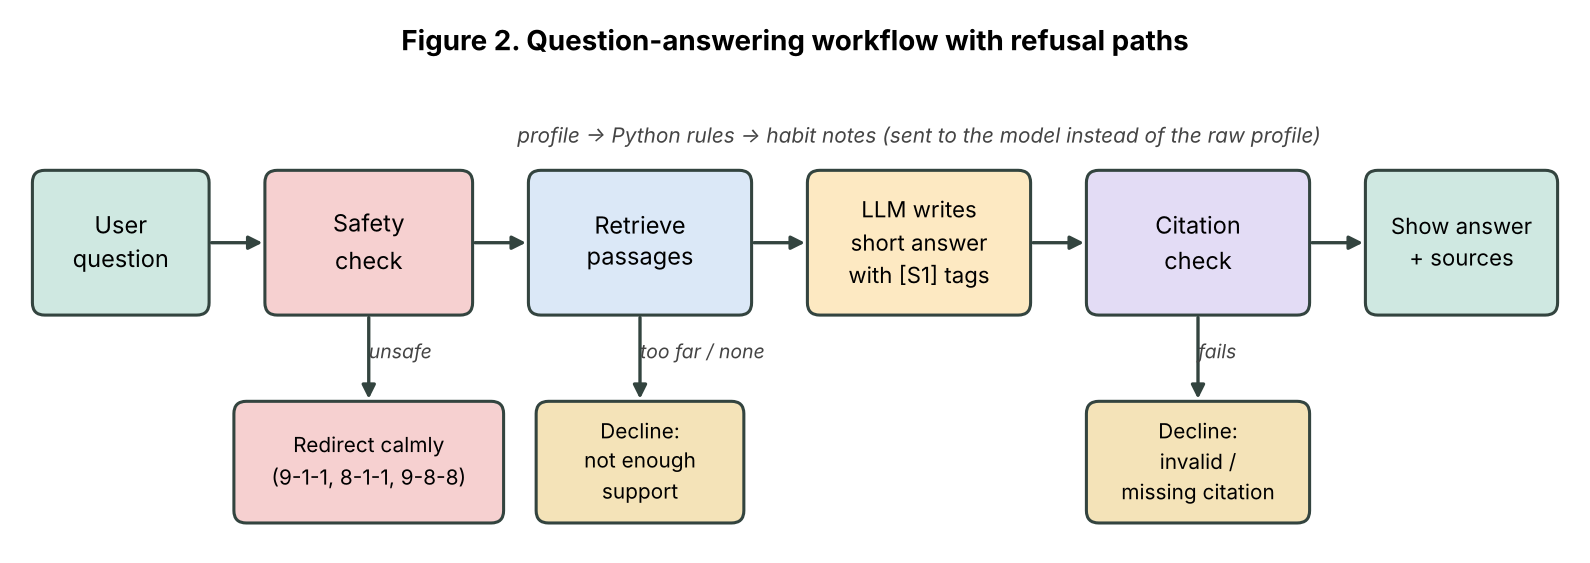 Figure 2. Question-answering workflow with refusal paths
profile → Python rules → habit notes (sent to the model instead of the raw profile)
User
question
Safety
check
Retrieve
passages
LLM writes
short answer
with [S1] tags
Citation
check
Show answer
+ sources
unsafe
too far / none
fails
Redirect calmly
(9-1-1, 8-1-1, 9-8-8)
Decline:
not enough
support
Decline:
invalid /
missing citation